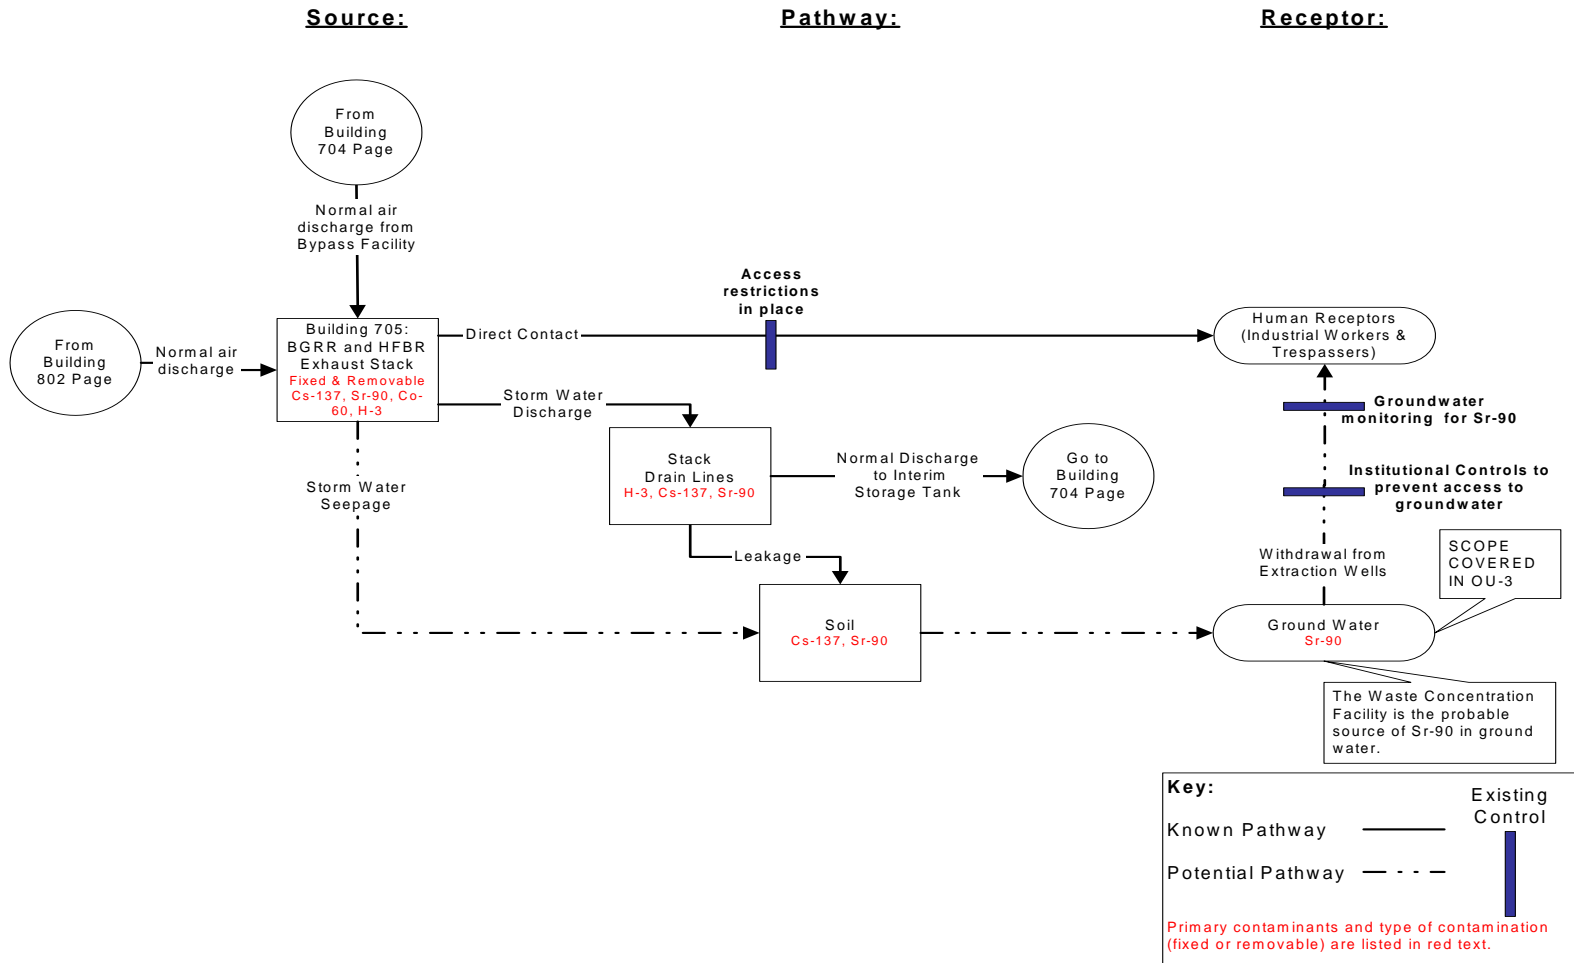 Source:
Pathway:
Receptor:
From
Building
704 Page
Normal air
discharge from
Bypass Facility
From
Building
802 Page
Normal air
discharge
Building 705:
BGRR and HFBR
Exhaust Stack
Fixed & Removable
Cs-137, Sr-90, Co-
60, H-3
Direct Contact
Access
restrictions
in place
Human Receptors
(Industrial Workers &
Trespassers)
Storm Water
Discharge
Stack
Drain Lines
H-3, Cs-137, Sr-90
Normal Discharge
to Interim
Storage Tank
Go to
Building
704 Page
Groundwater
monitoring for Sr-90
Institutional Controls to
prevent access to
groundwater
Storm Water
Seepage
Leakage
Withdrawal from
Extraction Wells
SCOPE
COVERED
IN OU-3
Soil
Cs-137, Sr-90
Ground Water
Sr-90
The Waste Concentration
Facility is the probable
source of Sr-90 in ground
water.
Key:
Existing
Control
Known Pathway
Potential Pathway
Primary contaminants and type of contamination
(fixed or removable) are listed in red text.